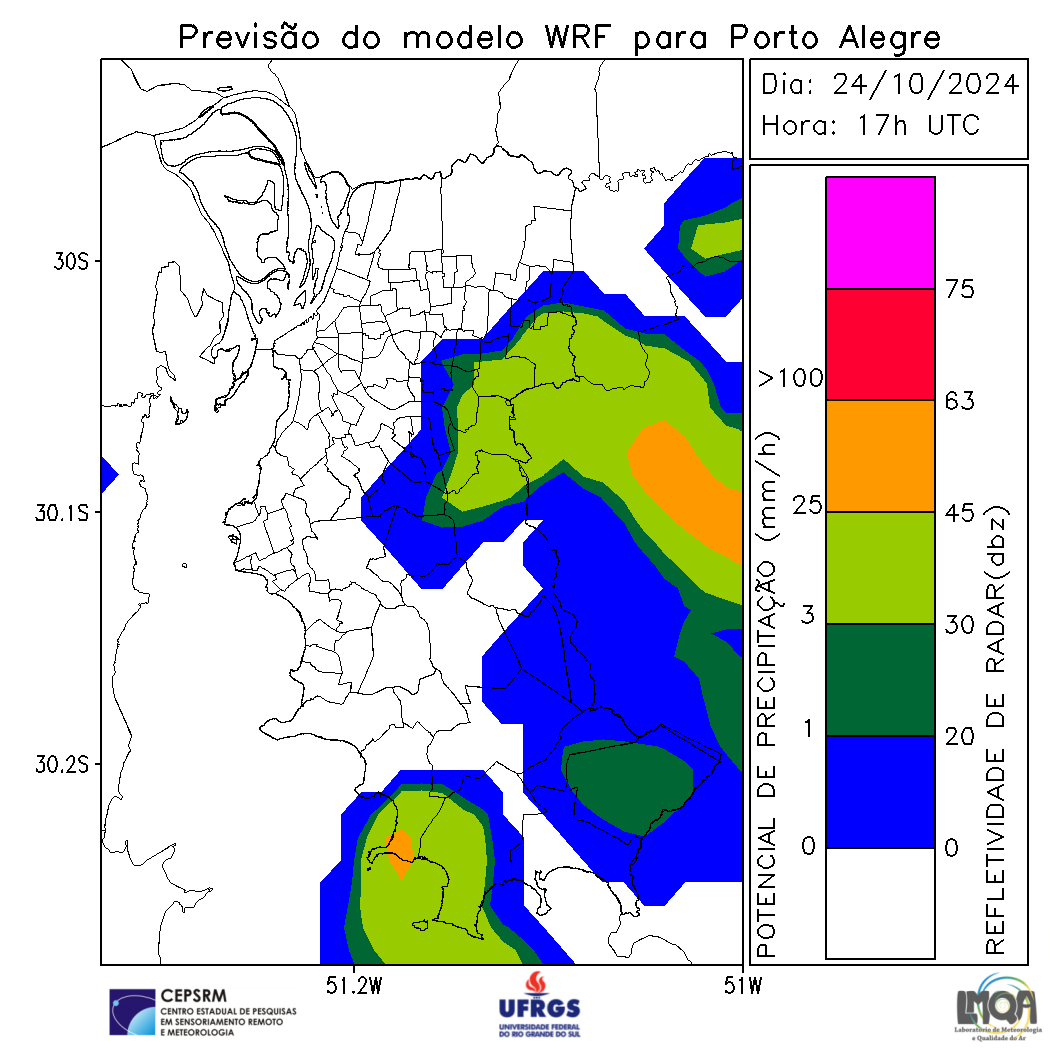 Previsão do modelo WRF para Porto Alegre
Dia: 24/10/2024
Hora: 17h UTC
30S
30.1S
30.2S
51.2W
51W
POTENCIAL DE PRECIPITAÇÃO (mm/h)
>100
25
3
1
0
75
63
45
30
20
0
REFLETIVIDADE DE RADAR(dbz)
CEPSRM
CENTRO ESTADUAL DE PESQUISAS
EM SENSORIAMENTO REMOTO
E METEOROLOGIA
UFRGS
UNIVERSIDADE FEDERAL
DO RIO GRANDE DO SUL
LMQA
Laboratório de Meteorologia
e Qualidade do Ar